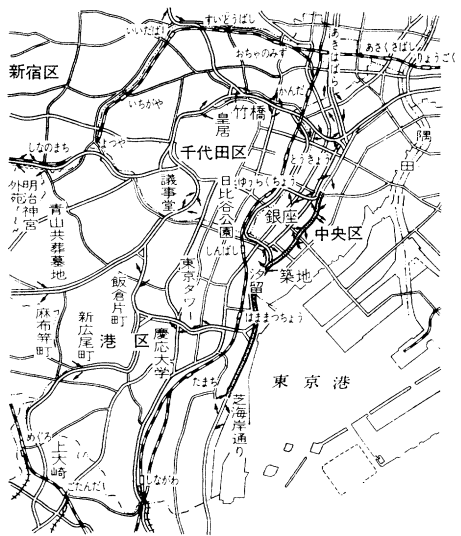 すいどうばし
いいだばし
おちゃのみず
あきはばら
あさくさばし
りょうごく
新宿区
いちがや
竹橋
かんだ
皇居
隅田川
しなのまち
よつや
千代田区
とうきょう
明治神宮
外苑
議事堂
日比谷公園
ゆうらくちょう
銀座
中央区
青山共葬墓地
しんばし
汐留
築地
東京タワー
飯倉片町
麻布笄町
新広尾町
港区
慶応大学
はままつちょう
たまち
東京港
芝海岸通り
めぐろ
上大崎
ごたんだ
しながわ